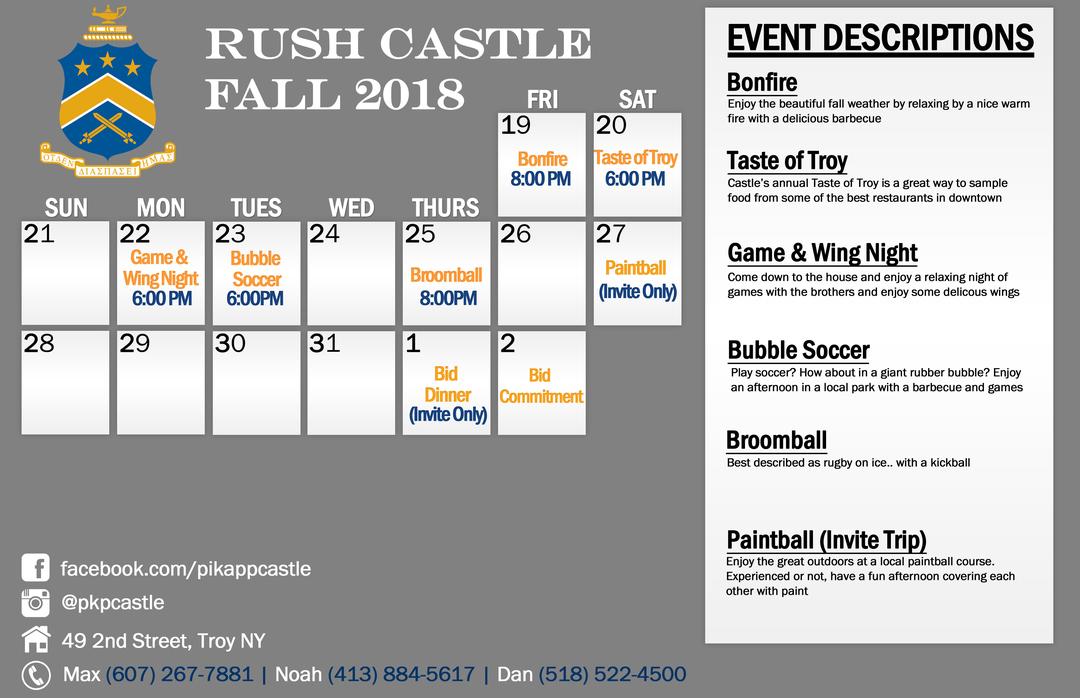 RUSH CASTLE
FALL 2018
ΟΥΔΕΝ ΔΙΑΣΠΑΣΕΙ ΗΜΑΣ
FRI SAT
19 Bonfire 8:00 PM
20 Taste of Troy 6:00 PM
SUN MON TUES WED THURS
21
22 Game & Wing Night 6:00 PM
23 Bubble Soccer 6:00PM
24
25 Broomball 8:00PM
26
27 Paintball (Invite Only)
28
29
30
31
1 Bid Dinner (Invite Only)
2 Bid Commitment
facebook.com/pikappcastle
@pkpcastle
49 2nd Street, Troy NY
Max (607) 267-7881 | Noah (413) 884-5617 | Dan (518) 522-4500
EVENT DESCRIPTIONS
Bonfire
Enjoy the beautiful fall weather by relaxing by a nice warm
fire with a delicious barbecue
Taste of Troy
Castle's annual Taste of Troy is a great way to sample
food from some of the best restaurants in downtown
Game & Wing Night
Come down to the house and enjoy a relaxing night of
games with the brothers and enjoy some delicous wings
Bubble Soccer
Play soccer? How about in a giant rubber bubble? Enjoy
an afternoon in a local park with a barbecue and games
Broomball
Best described as rugby on ice.. with a kickball
Paintball (Invite Trip)
Enjoy the great outdoors at a local paintball course.
Experienced or not, have a fun afternoon covering each
other with paint